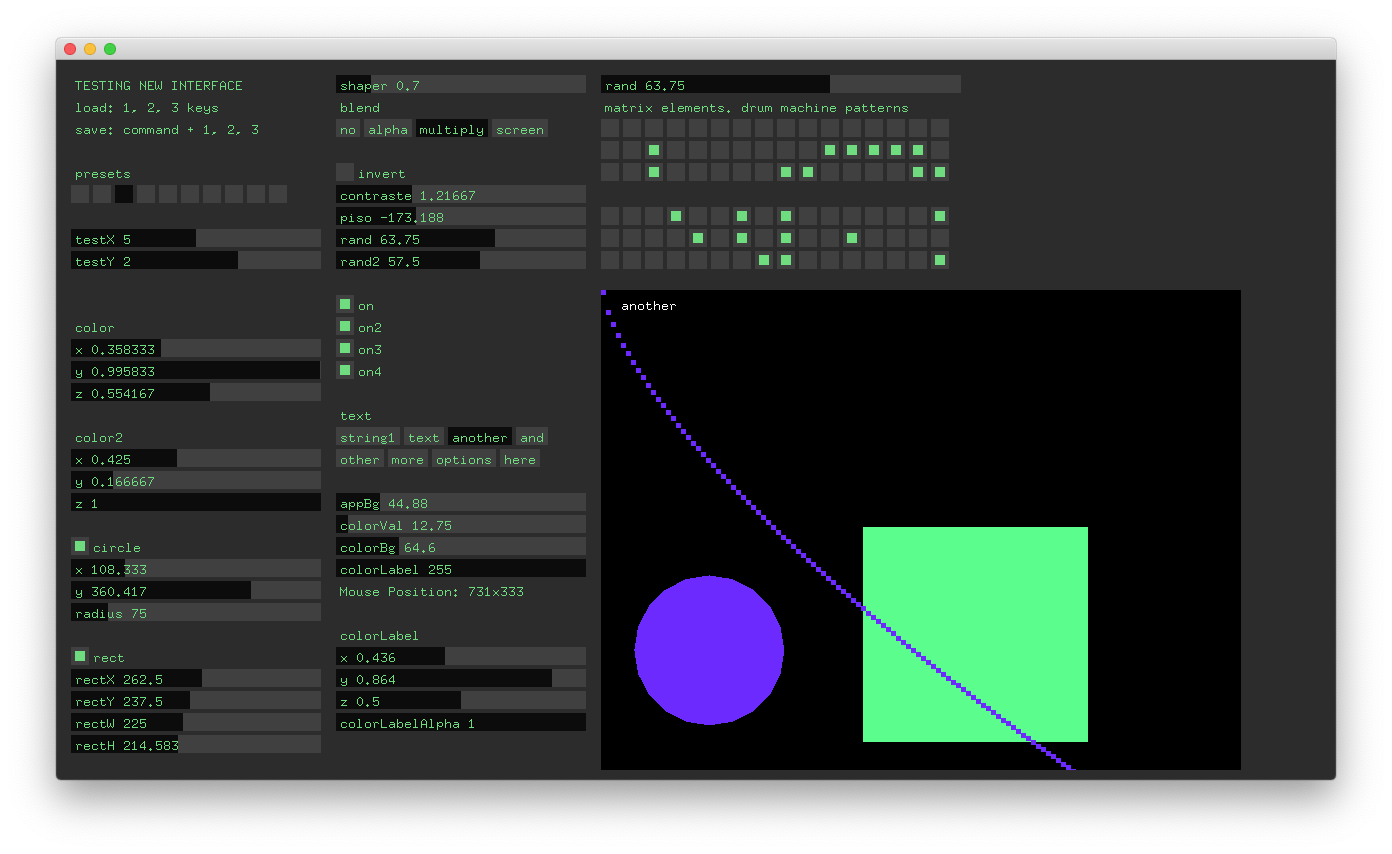 TESTING NEW INTERFACE
load: 1, 2, 3 keys
save: command + 1, 2, 3
presets
testX 5
testY 2
color
x 0.358333
y 0.995833
z 0.554167
color2
x 0.425
y 0.166667
z 1
circle
x 108.333
y 360.417
radius 75
rect
rectX 262.5
rectY 237.5
rectW 225
rectH 214.583
shaper 0.7
blend
no alpha multiply screen
invert
contraste 1.21667
piso -173.188
rand 63.75
rand2 57.5
on
on2
on3
on4
text
string1 text another and
other more options here
appBg 44.88
colorVal 12.75
colorBg 64.6
colorLabel 255
Mouse Position: 731x333
colorLabel
x 0.436
y 0.864
z 0.5
colorLabelAlpha 1
rand 63.75
matrix elements. drum machine patterns
another